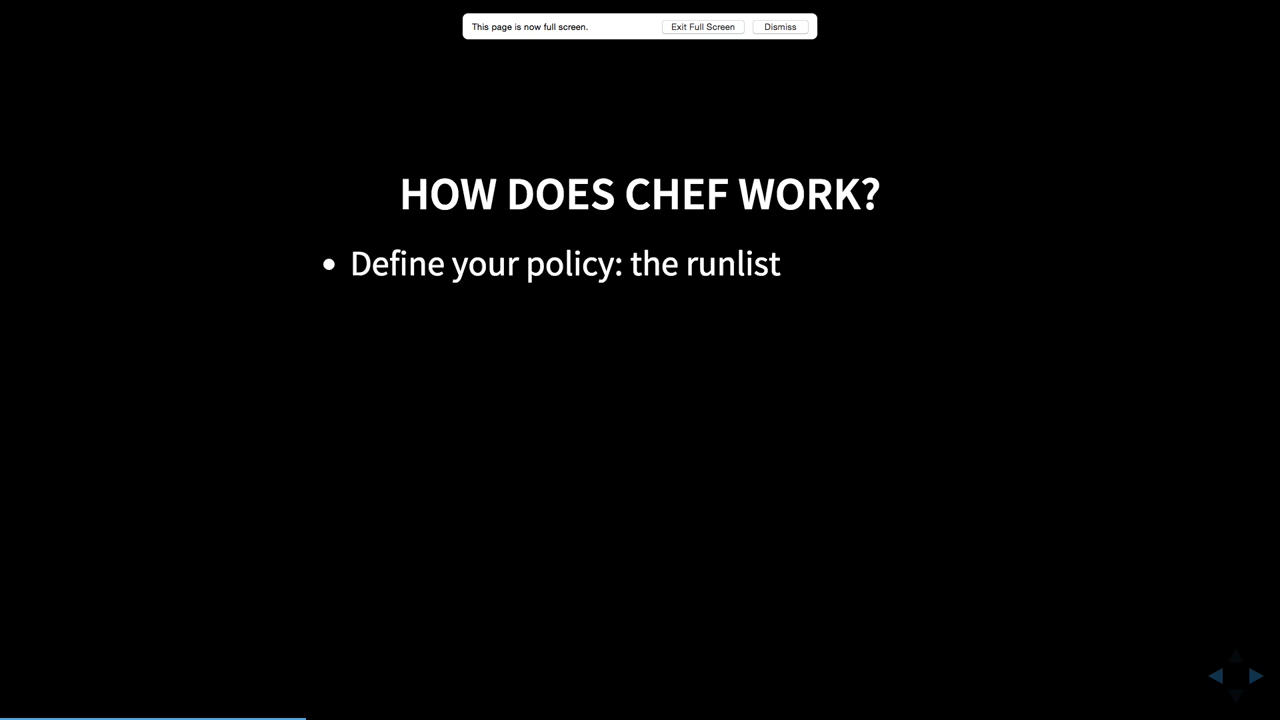 This page is now full screen. Exit Full Screen Dismiss
HOW DOES CHEF WORK?
• Define your policy: the runlist